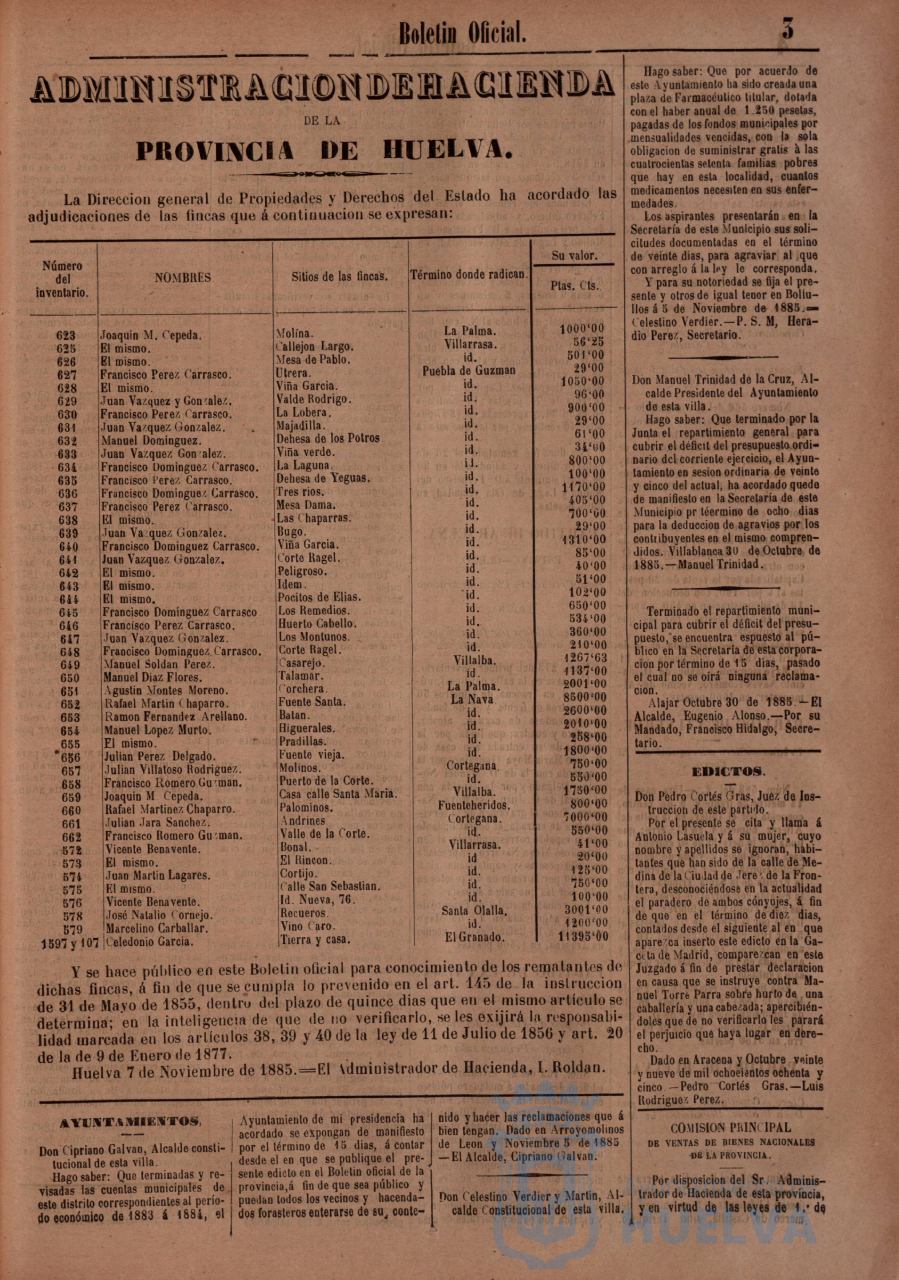 Boletin Oficial.
3
ADMINISTRACION DE HACIENDA
DE LA
PROVINCIA DE HUELVA.
La Direccion general de Propiedades y Derechos del Estado ha acordado las
adjudicaciones de las fincas que á continuacion se expresan:
Número del inventario. NOMBRES Sitios de las fincas. Término donde radican. Su valor. Ptas. Cts.
623 Joaquin M. Cepeda. Molina. La Palma. 1000'00
625 El mismo. Callejon Largo. Villarrasa. 56'25
626 El mismo. Mesa de Pablo. id. 501'00
627 Francisco Perez Carrasco. Utrera. Puebla de Guzman 29'00
628 El mismo. Viña Garcia. id. 1050'00
629 Juan Vazquez y Gonzalez. Valde Rodrigo. id. 96'00
630 Francisco Perez Carrasco. La Lobera. id. 900'00
631 Juan Vazquez Gonzalez. Majadilla. id. 29'00
632 Manuel Dominguez. Dehesa de los Potros id. 61'00
633 Juan Vazquez Gonzalez. Viña verde. id. 34'00
634 Francisco Dominguez Carrasco. La Laguna. id. 800'00
635 Francisco Perez Carrasco. Dehesa de Yeguas. id. 100'00
636 Francisco Dominguez Carrasco. Tres rios. id. 1170'00
637 Francisco Perez Carrasco. Mesa Dama. id. 405'00
638 El mismo. Las Chaparras. id. 700'00
639 Juan Vazquez Gonzalez. Bugo. id. 29'00
640 Francisco Dominguez Carrasco. Viña Garcia. id. 1310'00
641 Juan Vazquez Gonzalez. Corte Ragel. id. 85'00
642 El mismo. Peligroso. id. 40'00
643 El mismo. Idem. id. 51'00
644 El mismo. Pocitos de Elias. id. 102'00
645 Francisco Dominguez Carrasco Los Remedios. id. 650'00
646 Francisco Perez Carrasco. Huerto Cabello. id. 534'00
647 Juan Vazquez Gonzalez. Los Montunos. id. 360'00
648 Francisco Dominguez Carrasco. Corte Ragel. id. 210'00
649 Manuel Soldan Perez. Casarejo. Villalba. 1267'63
650 Manuel Diaz Flores. Talamar. id. 1137'00
651 Agustin Montes Moreno. Corchera. La Palma. 2001'00
652 Rafael Martin Chaparro. Fuente Santa. La Nava 8500'00
653 Ramon Fernandez Arellano. Batan. id. 2600'00
654 Manuel Lopez Murto. Higuerales. id. 2010'00
655 El mismo. Pradillas. id. 258'00
656 Julian Perez Delgado. Fuente vieja. id. 1800'00
657 Julian Villatoso Rodriguez. Molinos. Cortegana 750'00
658 Francisco Romero Guzman. Puerto de la Corte. id. 550'00
659 Joaquin M Cepeda. Casa calle Santa Maria. Villalba. 1750'00
660 Rafael Martinez Chaparro. Palominos. Fuenteheridos 800'00
661 Julian Jara Sanchez. Andrines Cortegana. 7000'00
662 Francisco Romero Guzman. Valle de la Corte. id. 550'00
572 Vicente Benavente. Bonal. Villarrasa. 41'00
573 El mismo. El Rincon. id 20'00
574 Juan Martin Lagares. Cortijo. id. 125'00
575 El mismo. Calle San Sebastian. id. 750'00
576 Vicente Benavente. Id. Nueva, 76. id. 100'00
578 José Natalio Cornejo. Recueros. Santa Olalla. 3001'00
579 Marcelino Carballar. Vino Caro. id. 1200'00
1597 y 107 Celedonio Garcia. Tierra y casa. El Granado. 11395'00
Y se hace público en este Boletin oficial para conocimiento de los rematantes de
dichas fincas, á fin de que se cumpla lo prevenido en el art. 145 de la instruccion
de 31 de Mayo de 1855, dentro del plazo de quince dias que en el mismo artículo se
determina; en la inteligencia de que de no verificarlo, se les exijirá la responsabi-
lidad marcada en los artículos 38, 39 y 40 de la ley de 11 de Julio de 1856 y art. 20
de la de 9 de Enero de 1877.
Huelva 7 de Noviembre de 1885.=El Administrador de Hacienda, I. Roldan.
AYUNTAMIENTOS.
Don Cipriano Galvan, Alcalde consti-
tucional de esta villa.
Hago saber: Que terminadas y re-
visadas las cuentas municipales de
este distrito correspondientes al perío-
do económico de 1883 á 1884, el
Ayuntamiento de mi presidencia ha
acordado se expongan de manifiesto
por el término de 15 dias, á contar
desde el en que se publique el pre-
sente edicto en el Boletin oficial de la
provincia, á fin de que sea público y
puedan todos los vecinos y hacenda-
dos forasteros enterarse de su conte-
nido y hacer las reclamaciones que á
bien tengan. Dado en Arroyomolinos
de Leon y Noviembre 5 de 1885
—El Alcalde, Cipriano Galvan.
Don Celestino Verdier y Martin, Al-
calde Constitucional de esta villa.
Hago saber: Que por acuerdo de
este Ayuntamiento ha sido creada una
plaza de Farmacéutico titular, dotada
con el haber anual de 1.250 pesetas,
pagadas de los fondos municipales por
mensualidades vencidas, con la sola
obligacion de suministrar gratis á las
cuatrocientas setenta familias pobres
que hay en esta localidad, cuantos
medicamentos necesiten en sus enfer-
medades.
Los aspirantes presentarán en la
Secretaría de este Municipio sus soli-
citudes documentadas en el término
de veinte dias, para agraviar al que
con arreglo á la ley le corresponda.
Y para su notoriedad se fija el pre-
sente y otros de igual tenor en Bollu-
llos á 5 de Noviembre de 1885.=
Celestino Verdier.—P. S. M, Hera-
dio Perez, Secretario.
Don Manuel Trinidad de la Cruz, Al-
calde Presidente del Ayuntamiento
de esta villa.
Hago saber: Que terminado por la
Junta el repartimiento general para
cubrir el déficit del presupuesto ordi-
nario del corriente ejercicio, el Ayun-
tamiento en sesion ordinaria de veinte
y cinco del actual, ha acordado quede
de manifiesto en la Secretaría de este
Municipio pr téermino de ocho dias
para la deduccion de agravios por los
contribuyentes en el mismo compren-
didos. Villablanca 30 de Octubre de
1885.—Manuel Trinidad.
Terminado el repartimiento muni-
cipal para cubrir el déficit del presu-
puesto, se encuentra espuesto al pú-
blico en la Secretaría de esta corpora-
cion por término de 15 dias, pasado
el cual no se oirá ninguna reclama-
cion.
Alajar Octubre 30 de 1885.—El
Alcalde, Eugenio Alonso.—Por su
Mandado, Francisco Hidalgo, Secre-
tario.
EDICTOS.
Don Pedro Cortés Gras, Juez de Ins-
truccion de este partido.
Por el presente se cita y llama á
Antonio Lasuela y á su mujer, cuyo
nombre y apellidos se ignoran, habi-
tantes que han sido de la calle de Me-
dina de la Ciudad de Jerez de la Fron-
tera, desconociéndose en la actualidad
el paradero de ambos cónyujes, á fin
de que en el término de diez dias,
contados desde el siguiente al en que
aparezca inserto este edicto en la Ga-
ceta de Madrid, comparezcan en este
Juzgado á fin de prestar declaracion
en causa que se instruye contra Ma-
nuel Torre Parra sobre hurto de una
caballería y una cabezada; apercibién-
doles que de no verificarlo les parará
el perjuicio que haya lugar en dere-
cho.
Dado en Aracena y Octubre veinte
y nueve de mil ochocientos ochenta y
cinco.—Pedro Cortés Gras.—Luis
Rodriguez Perez.
COMISION PRINCIPAL
DE VENTAS DE BIENES NACIONALES
DE LA PROVINCIA.
Por disposicion del Sr. Adminis-
trador de Hacienda de esta provincia,
y en virtud de las leyes de 1.º de
HUELVA